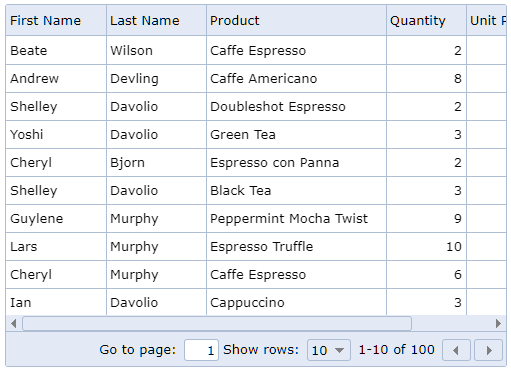 First Name Last Name Product Quantity Unit P
Beate Wilson Caffe Espresso 2
Andrew Devling Caffe Americano 8
Shelley Davolio Doubleshot Espresso 2
Yoshi Davolio Green Tea 3
Cheryl Bjorn Espresso con Panna 2
Shelley Davolio Black Tea 3
Guylene Murphy Peppermint Mocha Twist 9
Lars Murphy Espresso Truffle 10
Cheryl Murphy Caffe Espresso 6
Ian Davolio Cappuccino 3
Go to page: 1 Show rows: 10 1-10 of 100